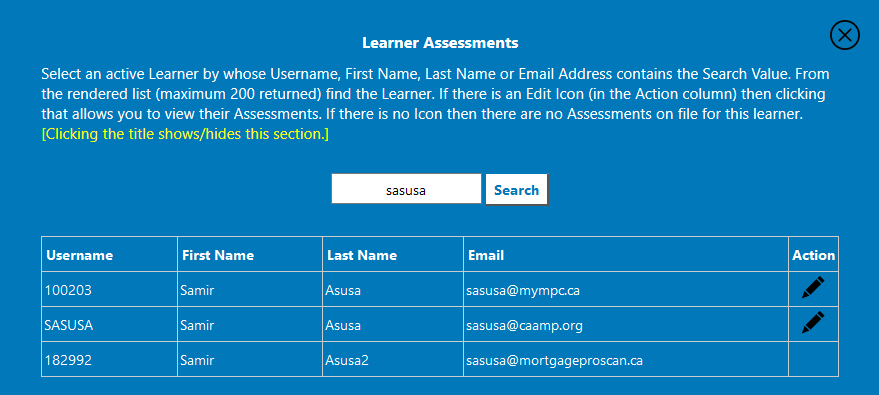 Learner Assessments
Select an active Learner by whose Username, First Name, Last Name or Email Address contains the Search Value. From
the rendered list (maximum 200 returned) find the Learner. If there is an Edit Icon (in the Action column) then clicking
that allows you to view their Assessments. If there is no Icon then there are no Assessments on file for this learner.
[Clicking the title shows/hides this section.]
sasusa Search
Username First Name Last Name Email Action
100203 Samir Asusa sasusa@mympc.ca
SASUSA Samir Asusa sasusa@caamp.org
182992 Samir Asusa2 sasusa@mortgageproscan.ca